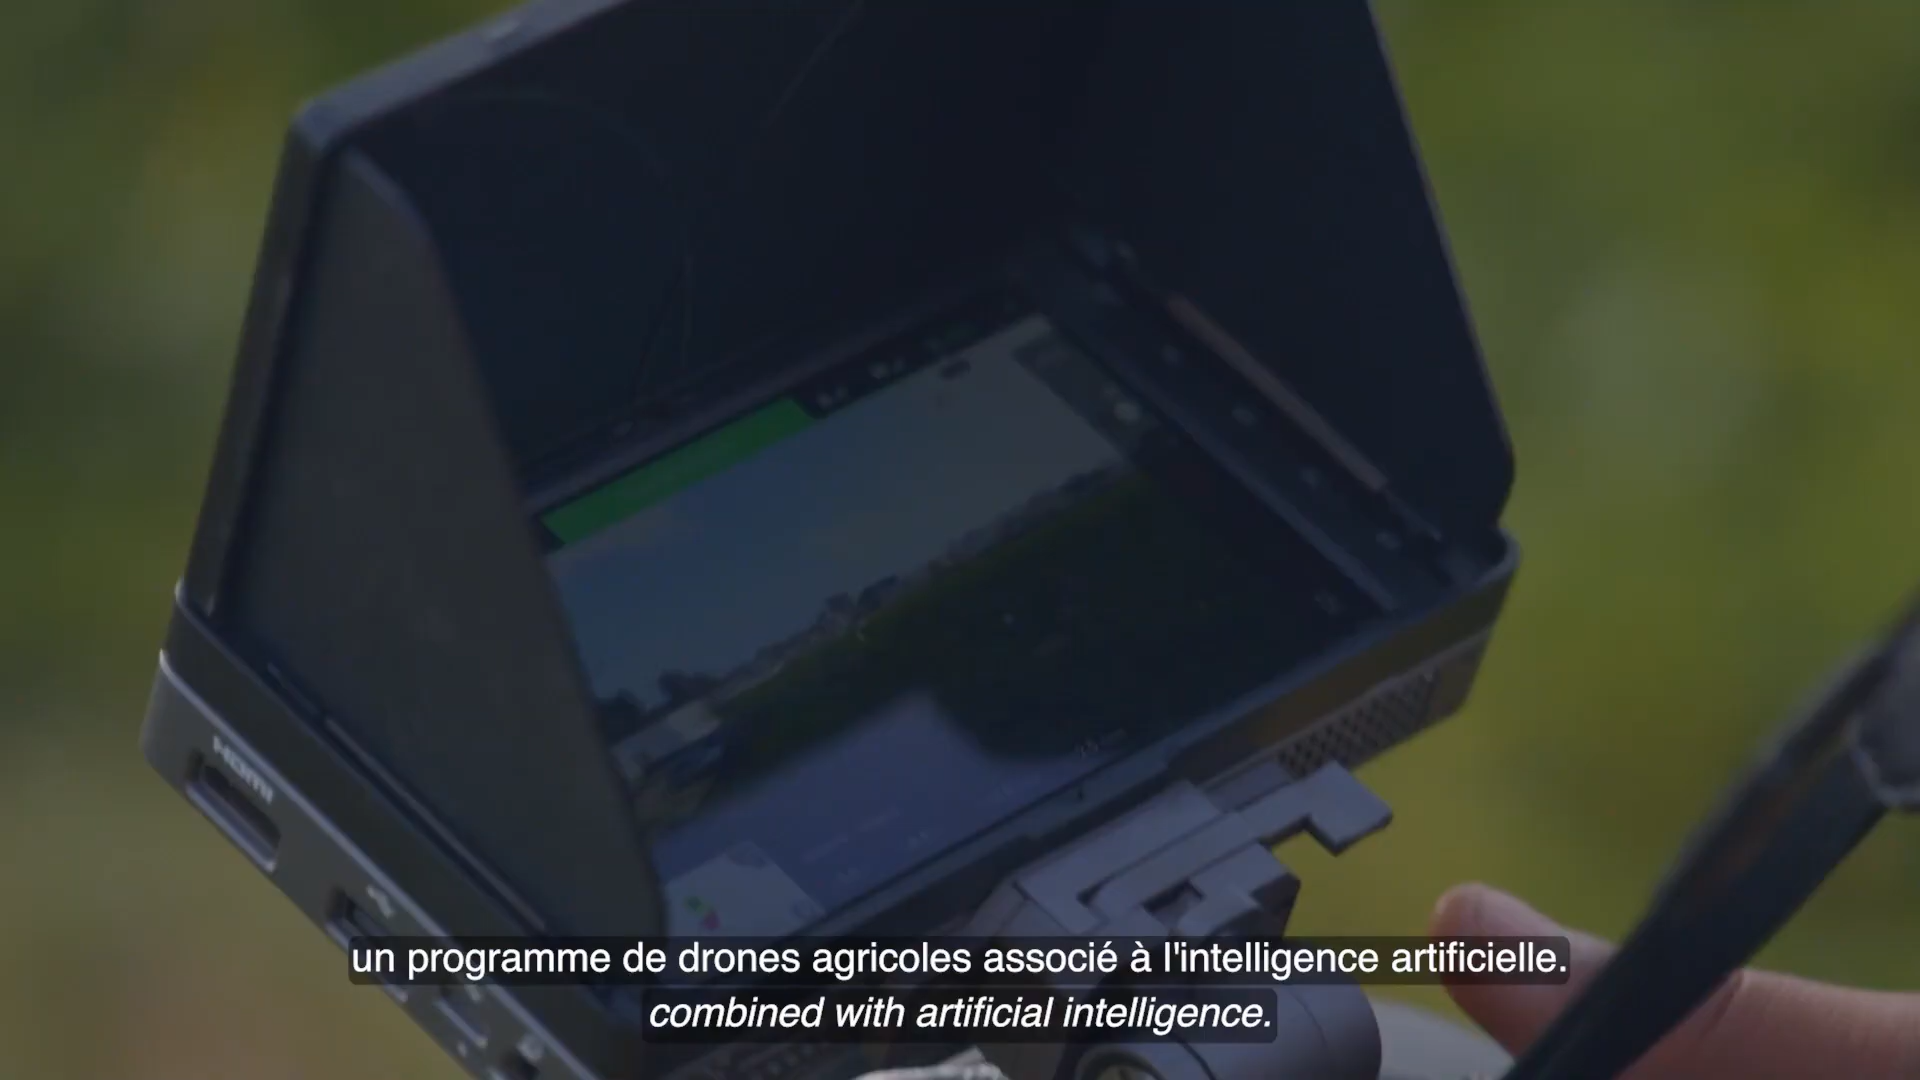 HDMI
un programme de drones agricoles associé à l'intelligence artificielle.
combined with artificial intelligence.